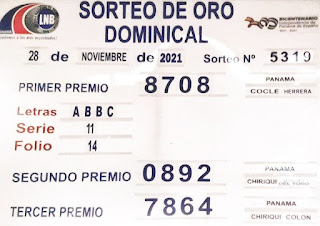 SORTEO DE ORO
DOMINICAL
LNB
BICENTENARIO
28 de NOVIEMBRE de 2021 Sorteo Nº 5319
PRIMER PREMIO 8708 PANAMA
COCLE HERRERA
Letras A B B C
Serie 11
Folio 14
SEGUNDO PREMIO 0892 PANAMA
CHIRIQUI
TERCER PREMIO 7864 PANAMA
CHIRIQUI COLON